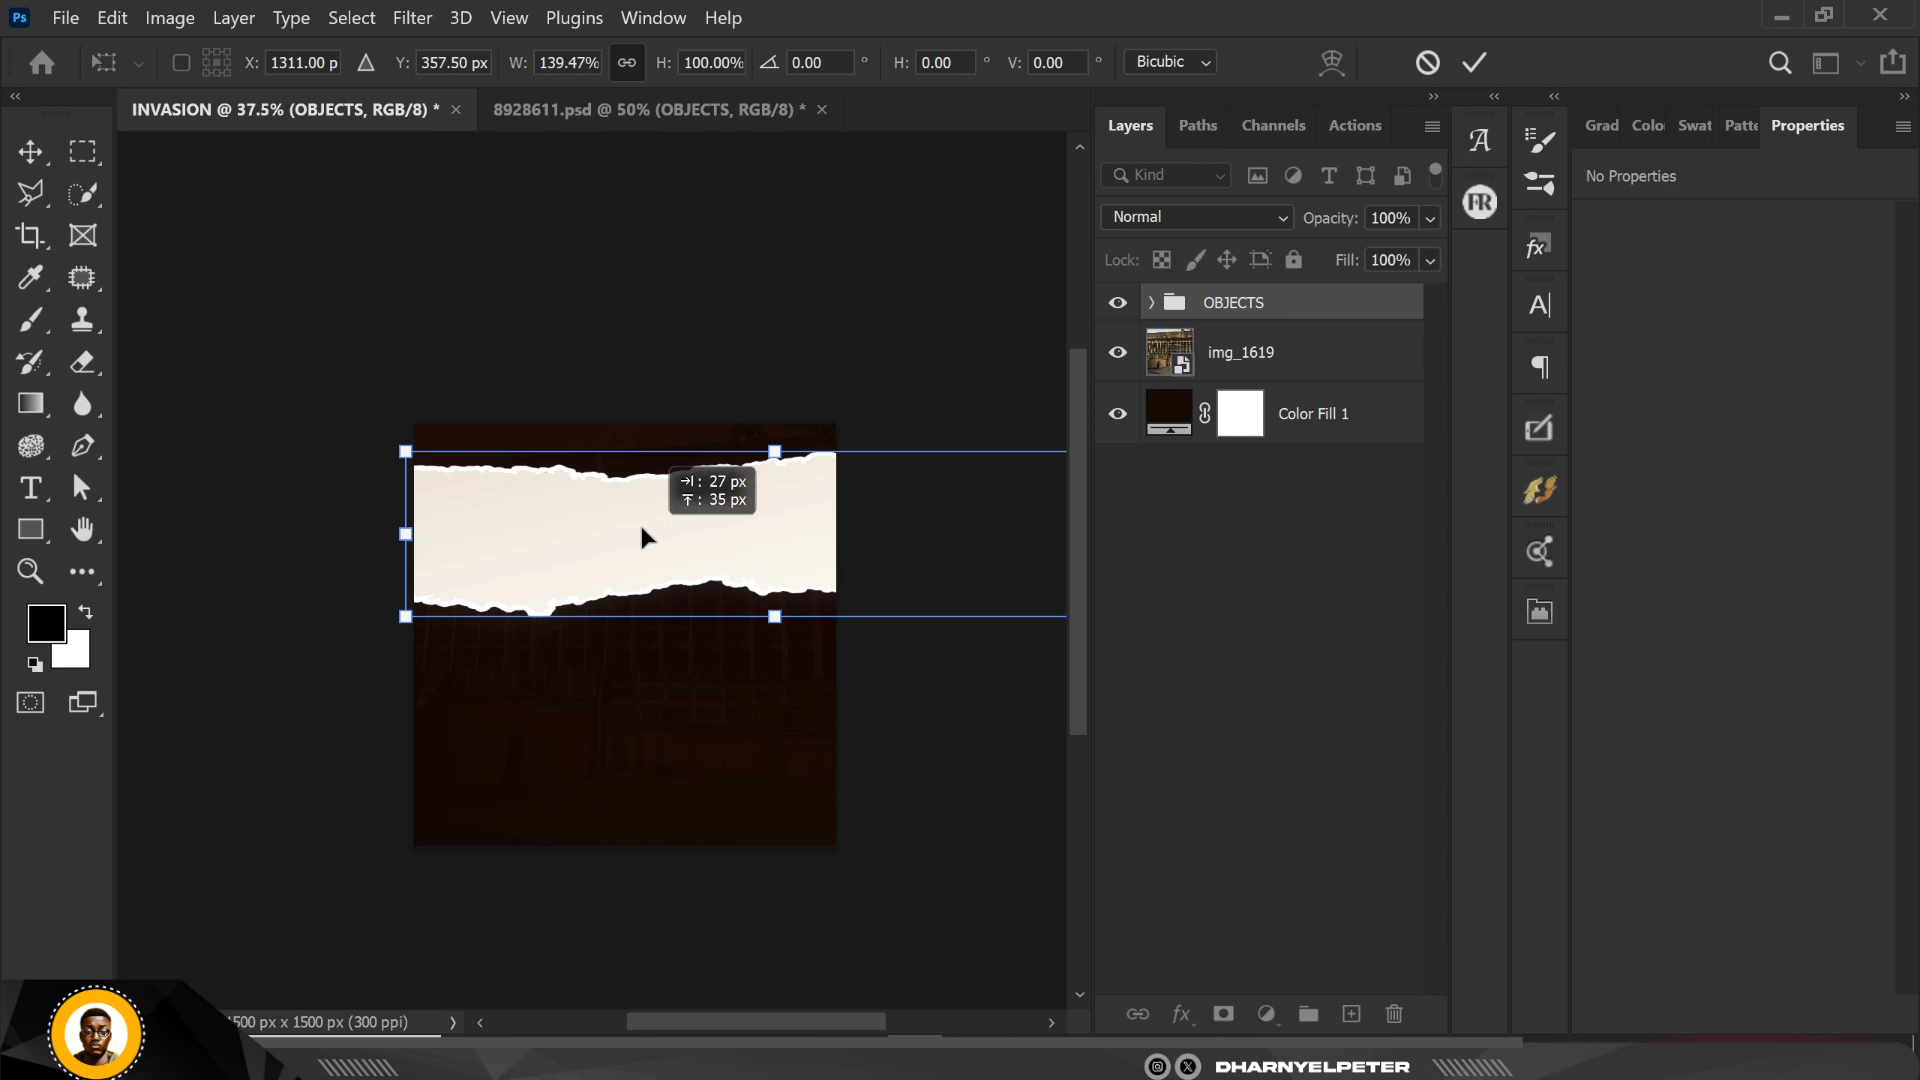 Ps File Edit Image Layer Type Select Filter 3D View Plugins Window Help
X: 1311.00 p Y: 357.50 px W: 139.47% H: 100.00% 0.00 ° H: 0.00 ° V: 0.00 ° Bicubic
INVASION @ 37.5% (OBJECTS, RGB/8) * × 8928611.psd @ 50% (OBJECTS, RGB/8) * ×
Layers Paths Channels Actions
Grad Colo Swat Patte Properties
Kind
No Properties
FR
Normal Opacity: 100%
Lock: Fill: 100%
OBJECTS
img_1619
Color Fill 1
: 27 px
: 35 px
1500 px x 1500 px (300 ppi)
DHARNYELPETER